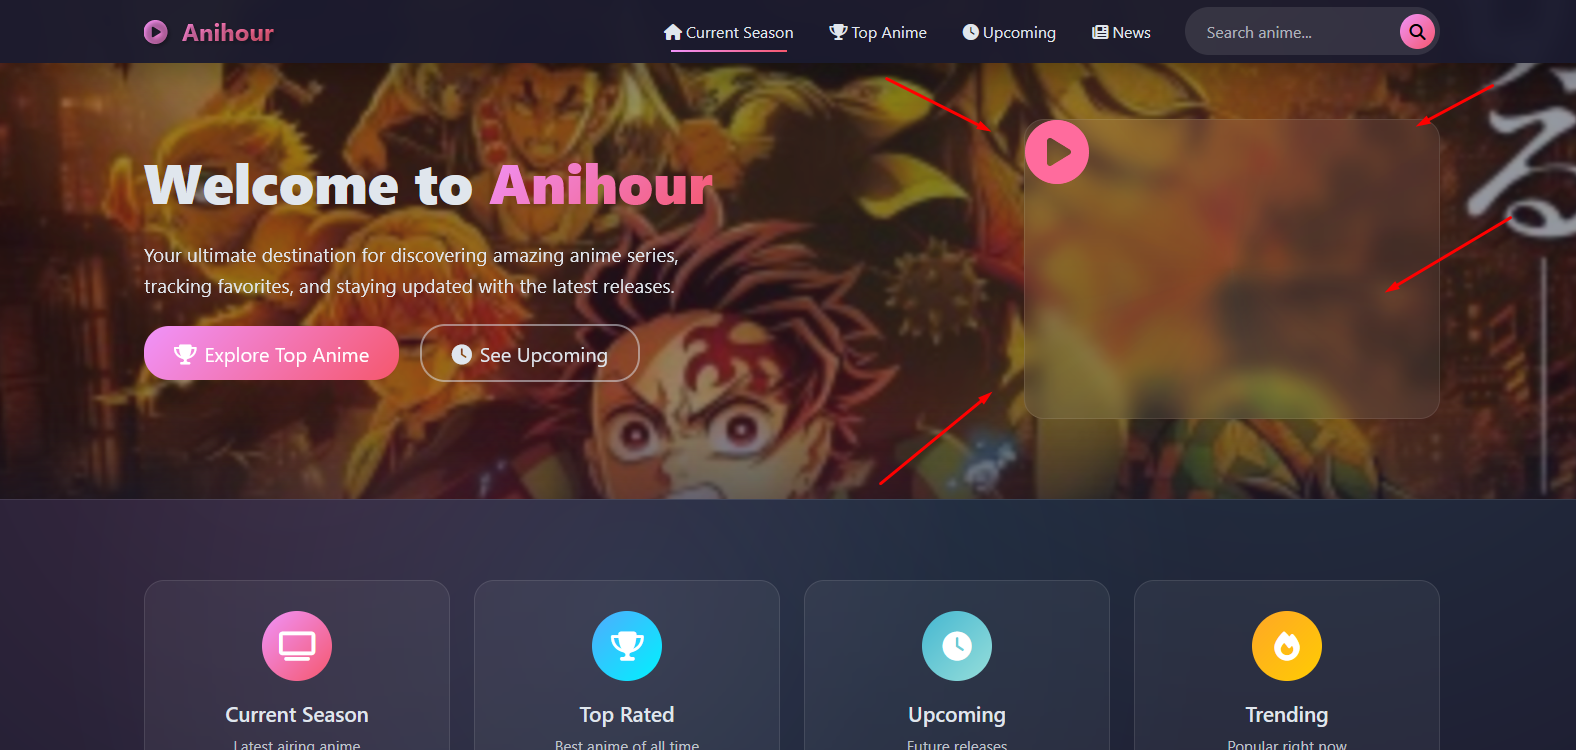 Anihour
Current Season
Top Anime
Upcoming
News
Search anime...
Welcome to Anihour
Your ultimate destination for discovering amazing anime series,
tracking favorites, and staying updated with the latest releases.
Explore Top Anime
See Upcoming
る
Current Season
Top Rated
Upcoming
Trending
Latest airing anime
Best anime of all time
Future releases
Popular right now